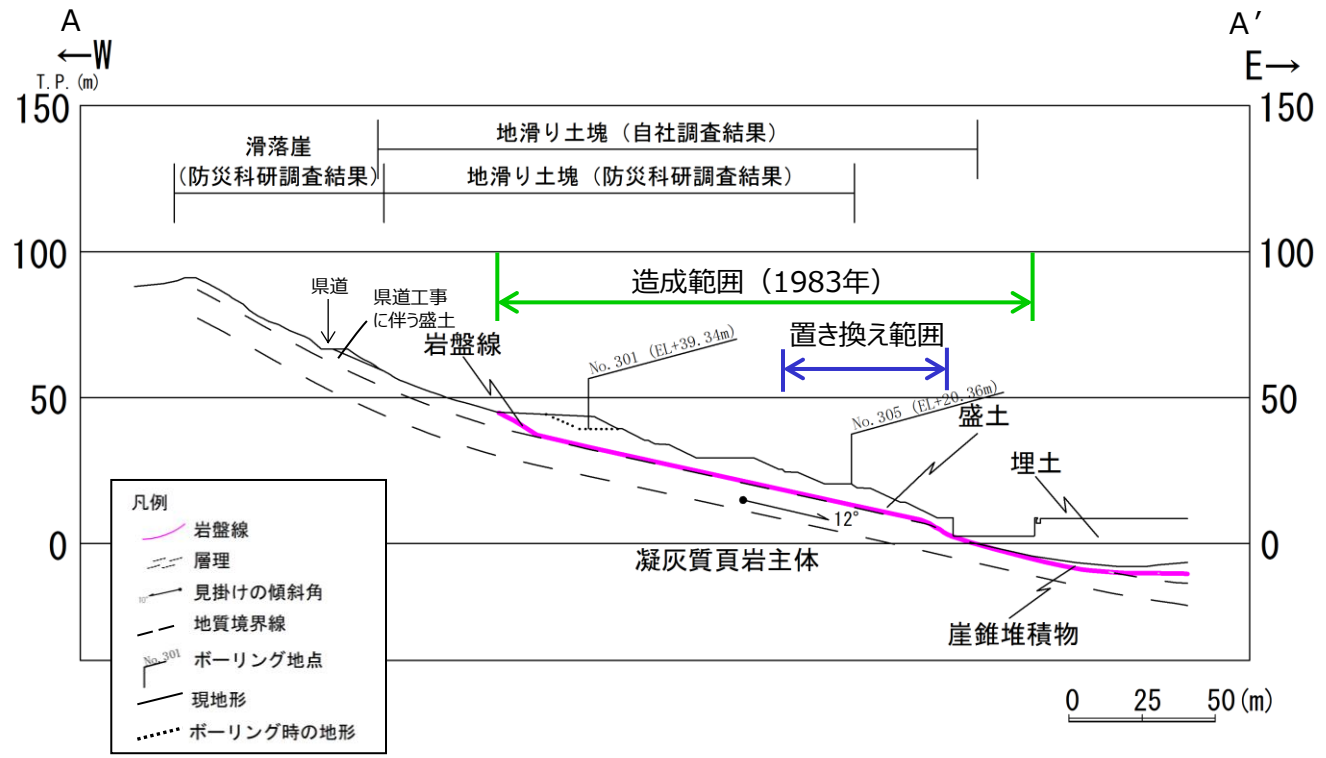 A
A′
←W
E→
T.P.(m)
150
150
地滑り土塊（自社調査結果）
滑落崖
(防災科研調査結果)
地滑り土塊（防災科研調査結果）
100
100
造成範囲（1983年）
県道
県道工事
に伴う盛土
置き換え範囲
岩盤線
No.301 (EL+39.34m)
50
50
No.305 (EL+20.36m)
盛土
埋土
12°
0
0
凝灰質頁岩主体
崖錐堆積物
凡例
岩盤線
層理
10°
見掛けの傾斜角
地質境界線
No.301
ボーリング地点
現地形
ボーリング時の地形
0 25 50(m)